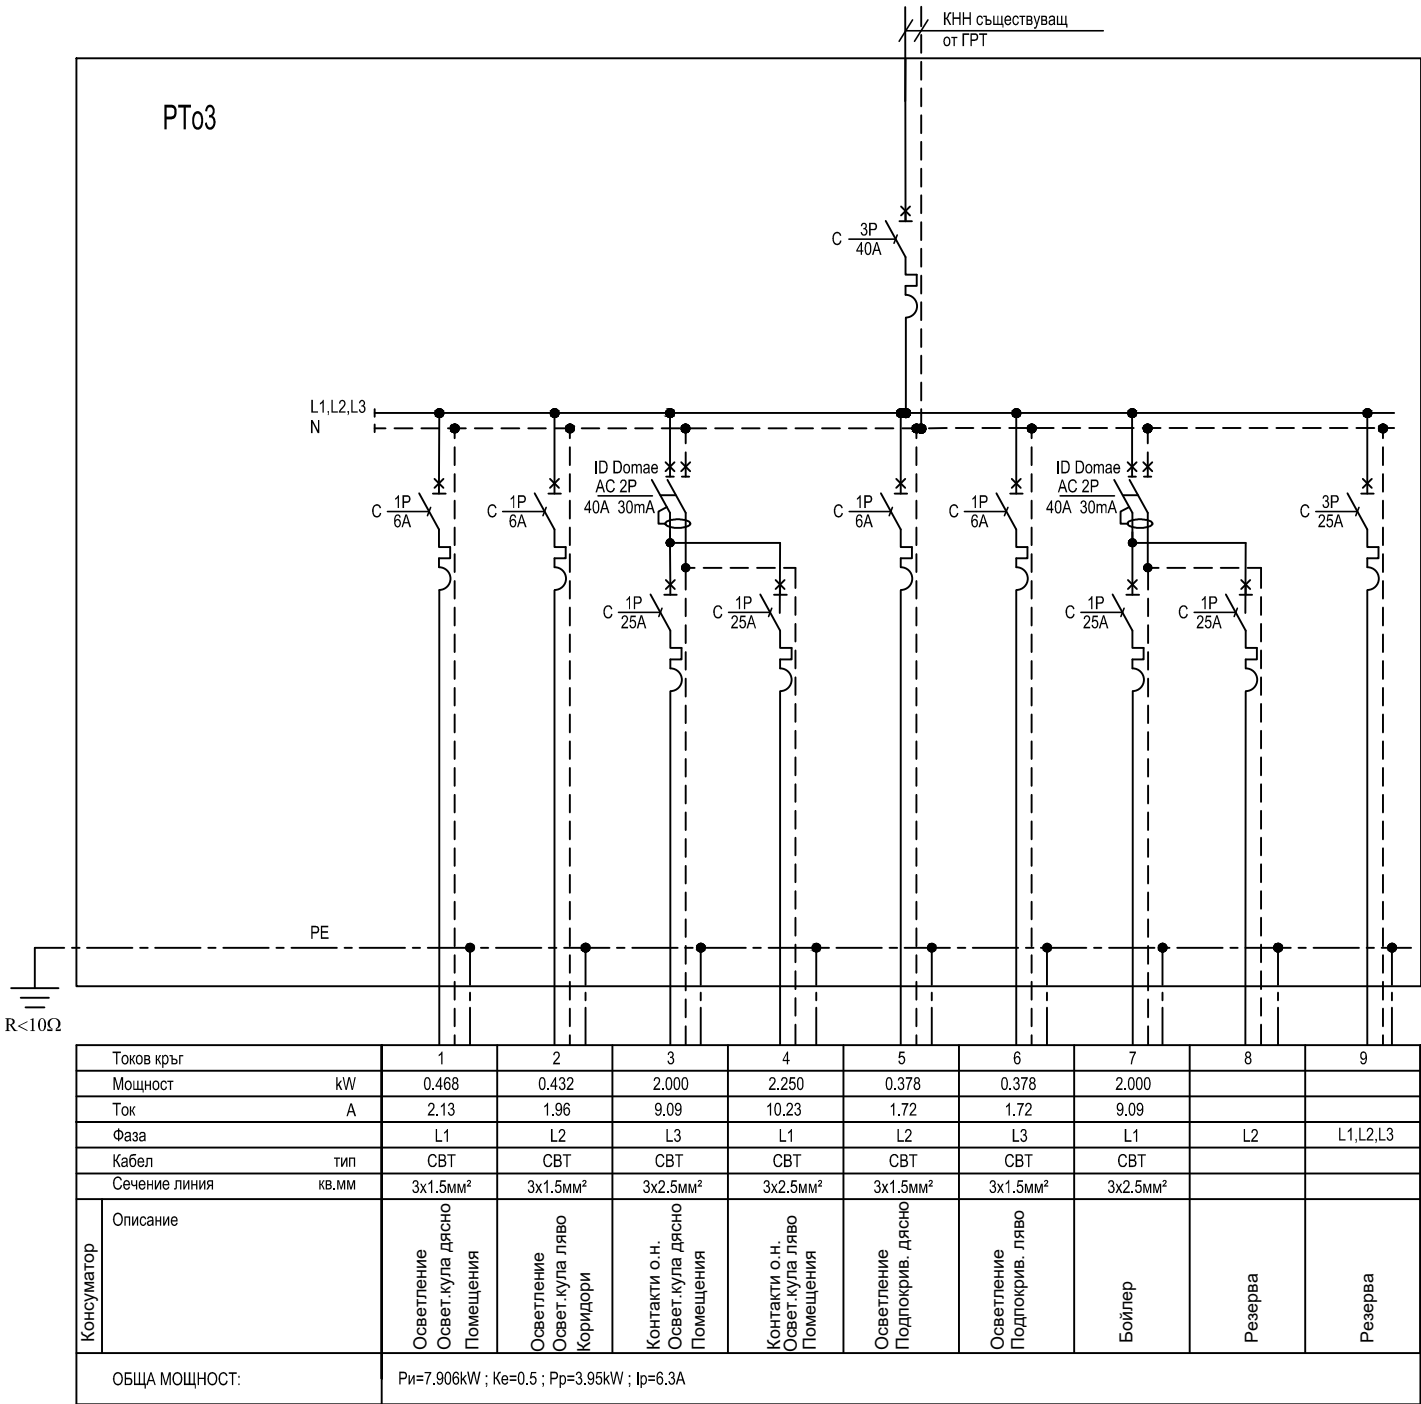 КНН съществуващ
от ГРТ
РТо3
C 3P
40A
L1,L2,L3
N
ID Domae
AC 2P
40A 30mA
ID Domae
AC 2P
40A 30mA
C 1P
6A
C 1P
6A
C 1P
6A
C 1P
6A
C 3P
25A
C 1P
25A
C 1P
25A
C 1P
25A
C 1P
25A
PE
R<10Ω
Токов кръг 1 2 3 4 5 6 7 8 9
Мощност kW 0.468 0.432 2.000 2.250 0.378 0.378 2.000
Ток A 2.13 1.96 9.09 10.23 1.72 1.72 9.09
Фаза L1 L2 L3 L1 L2 L3 L1 L2 L1,L2,L3
Кабел тип СВТ СВТ СВТ СВТ СВТ СВТ СВТ
Сечение линия кв.мм 3x1.5мм² 3x1.5мм² 3x2.5мм² 3x2.5мм² 3x1.5мм² 3x1.5мм² 3x2.5мм²
Консуматор
Описание
Осветление
Освет.кула дясно
Помещения
Осветление
Освет.кула ляво
Коридори
Контакти о.н.
Освет.кула дясно
Помещения
Контакти о.н.
Освет.кула ляво
Помещения
Осветление
Подпокрив. дясно
Осветление
Подпокрив. ляво
Бойлер
Резерва
Резерва
ОБЩА МОЩНОСТ: Ри=7.906kW ; Ке=0.5 ; Рр=3.95kW ; Iр=6.3A